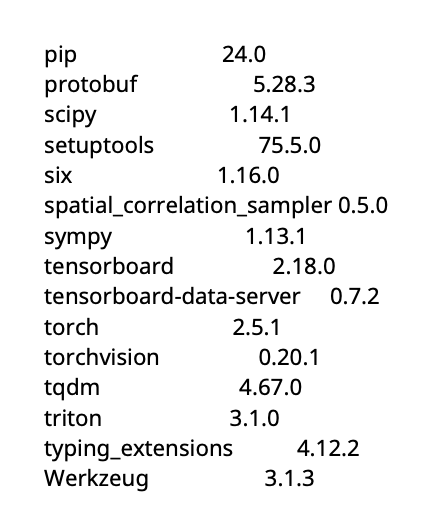 pip 24.0
protobuf 5.28.3
scipy 1.14.1
setuptools 75.5.0
six 1.16.0
spatial_correlation_sampler 0.5.0
sympy 1.13.1
tensorboard 2.18.0
tensorboard-data-server 0.7.2
torch 2.5.1
torchvision 0.20.1
tqdm 4.67.0
triton 3.1.0
typing_extensions 4.12.2
Werkzeug 3.1.3